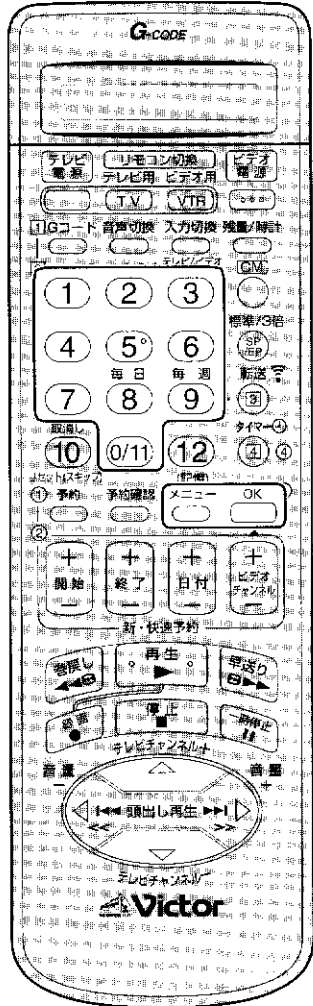 G-CODE
テレビ リモコン切換 ビデオ
電源 テレビ用 ビデオ用 電源
TV VTR
1 Gコード 音声切換 入力切換 残量/時計
テレビ/ビデオ
CM
1 2 3
標準/3倍
4 5 6 SP/EP
毎日 毎週 転送
7 8 9 3
取消し タイマー
10 0/11 12 4 ④
① 予約 予約確認 メニュー OK
②
+ + + +
開始 終了 日付 ビデオ
チャンネル
- - - -
新・快速予約
巻戻し 再生 早送り
録画 停止 一時停止
テレビチャンネル+
音量 音量
- +
頭出し再生
<< >>
テレビチャンネル-
Victor